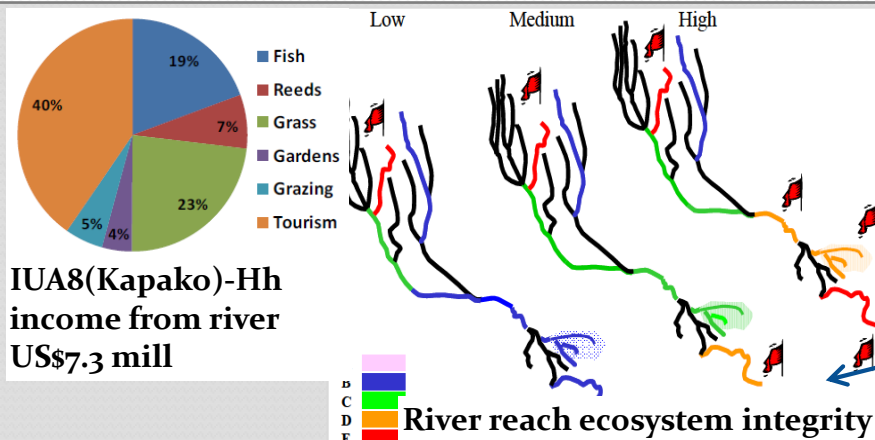 Low
Medium
High
40%
19%
7%
23%
4%
5%
Fish
Reeds
Grass
Gardens
Grazing
Tourism
IUA8(Kapako)-Hh
income from river
US$7.3 mill
B
C
D
River reach ecosystem integrity